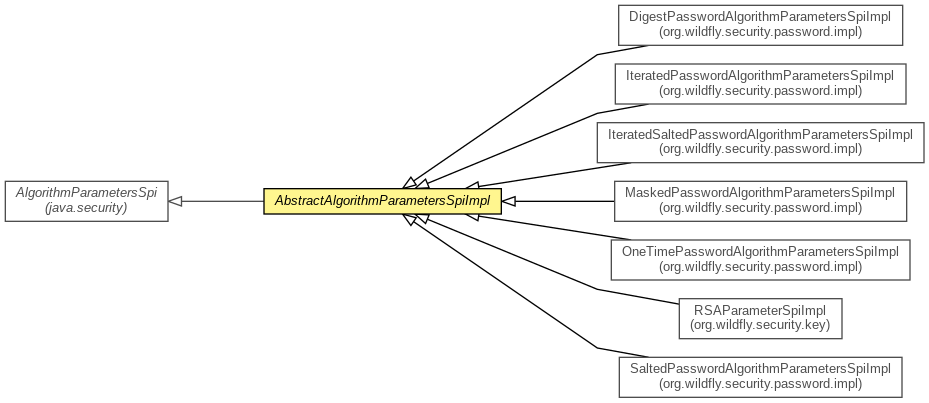 AlgorithmParametersSpi
(java.security)
AbstractAlgorithmParametersSpiImpl
DigestPasswordAlgorithmParametersSpiImpl
(org.wildfly.security.password.impl)
IteratedPasswordAlgorithmParametersSpiImpl
(org.wildfly.security.password.impl)
IteratedSaltedPasswordAlgorithmParametersSpiImpl
(org.wildfly.security.password.impl)
MaskedPasswordAlgorithmParametersSpiImpl
(org.wildfly.security.password.impl)
OneTimePasswordAlgorithmParametersSpiImpl
(org.wildfly.security.password.impl)
RSAParameterSpiImpl
(org.wildfly.security.key)
SaltedPasswordAlgorithmParametersSpiImpl
(org.wildfly.security.password.impl)